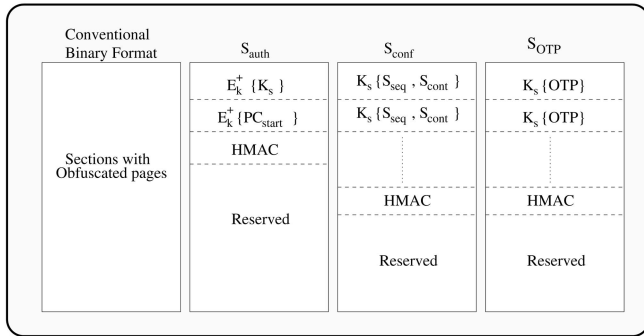 Conventional
Binary Format
Sections with
Obfuscated pages
S_auth
E_k^+ {K_s}
E_k^+ {PC_start }
HMAC
Reserved
S_conf
K_s {S_seq , S_cont }
K_s {S_seq , S_cont }
HMAC
Reserved
S_OTP
K_s {OTP}
K_s {OTP}
HMAC
Reserved